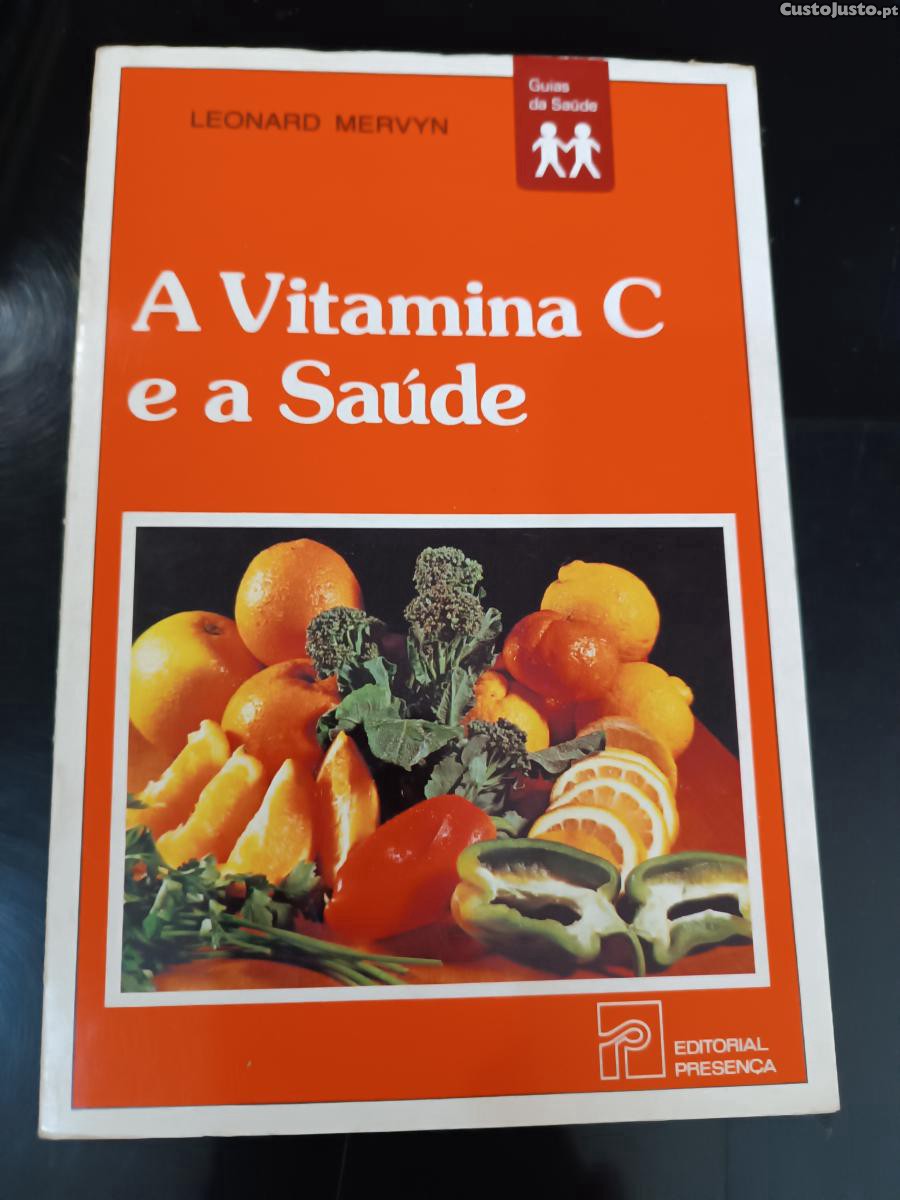 CustoJusto.pt
Guias
da Saúde
LEONARD MERVYN
A Vitamina C
e a Saúde
EDITORIAL
PRESENÇA